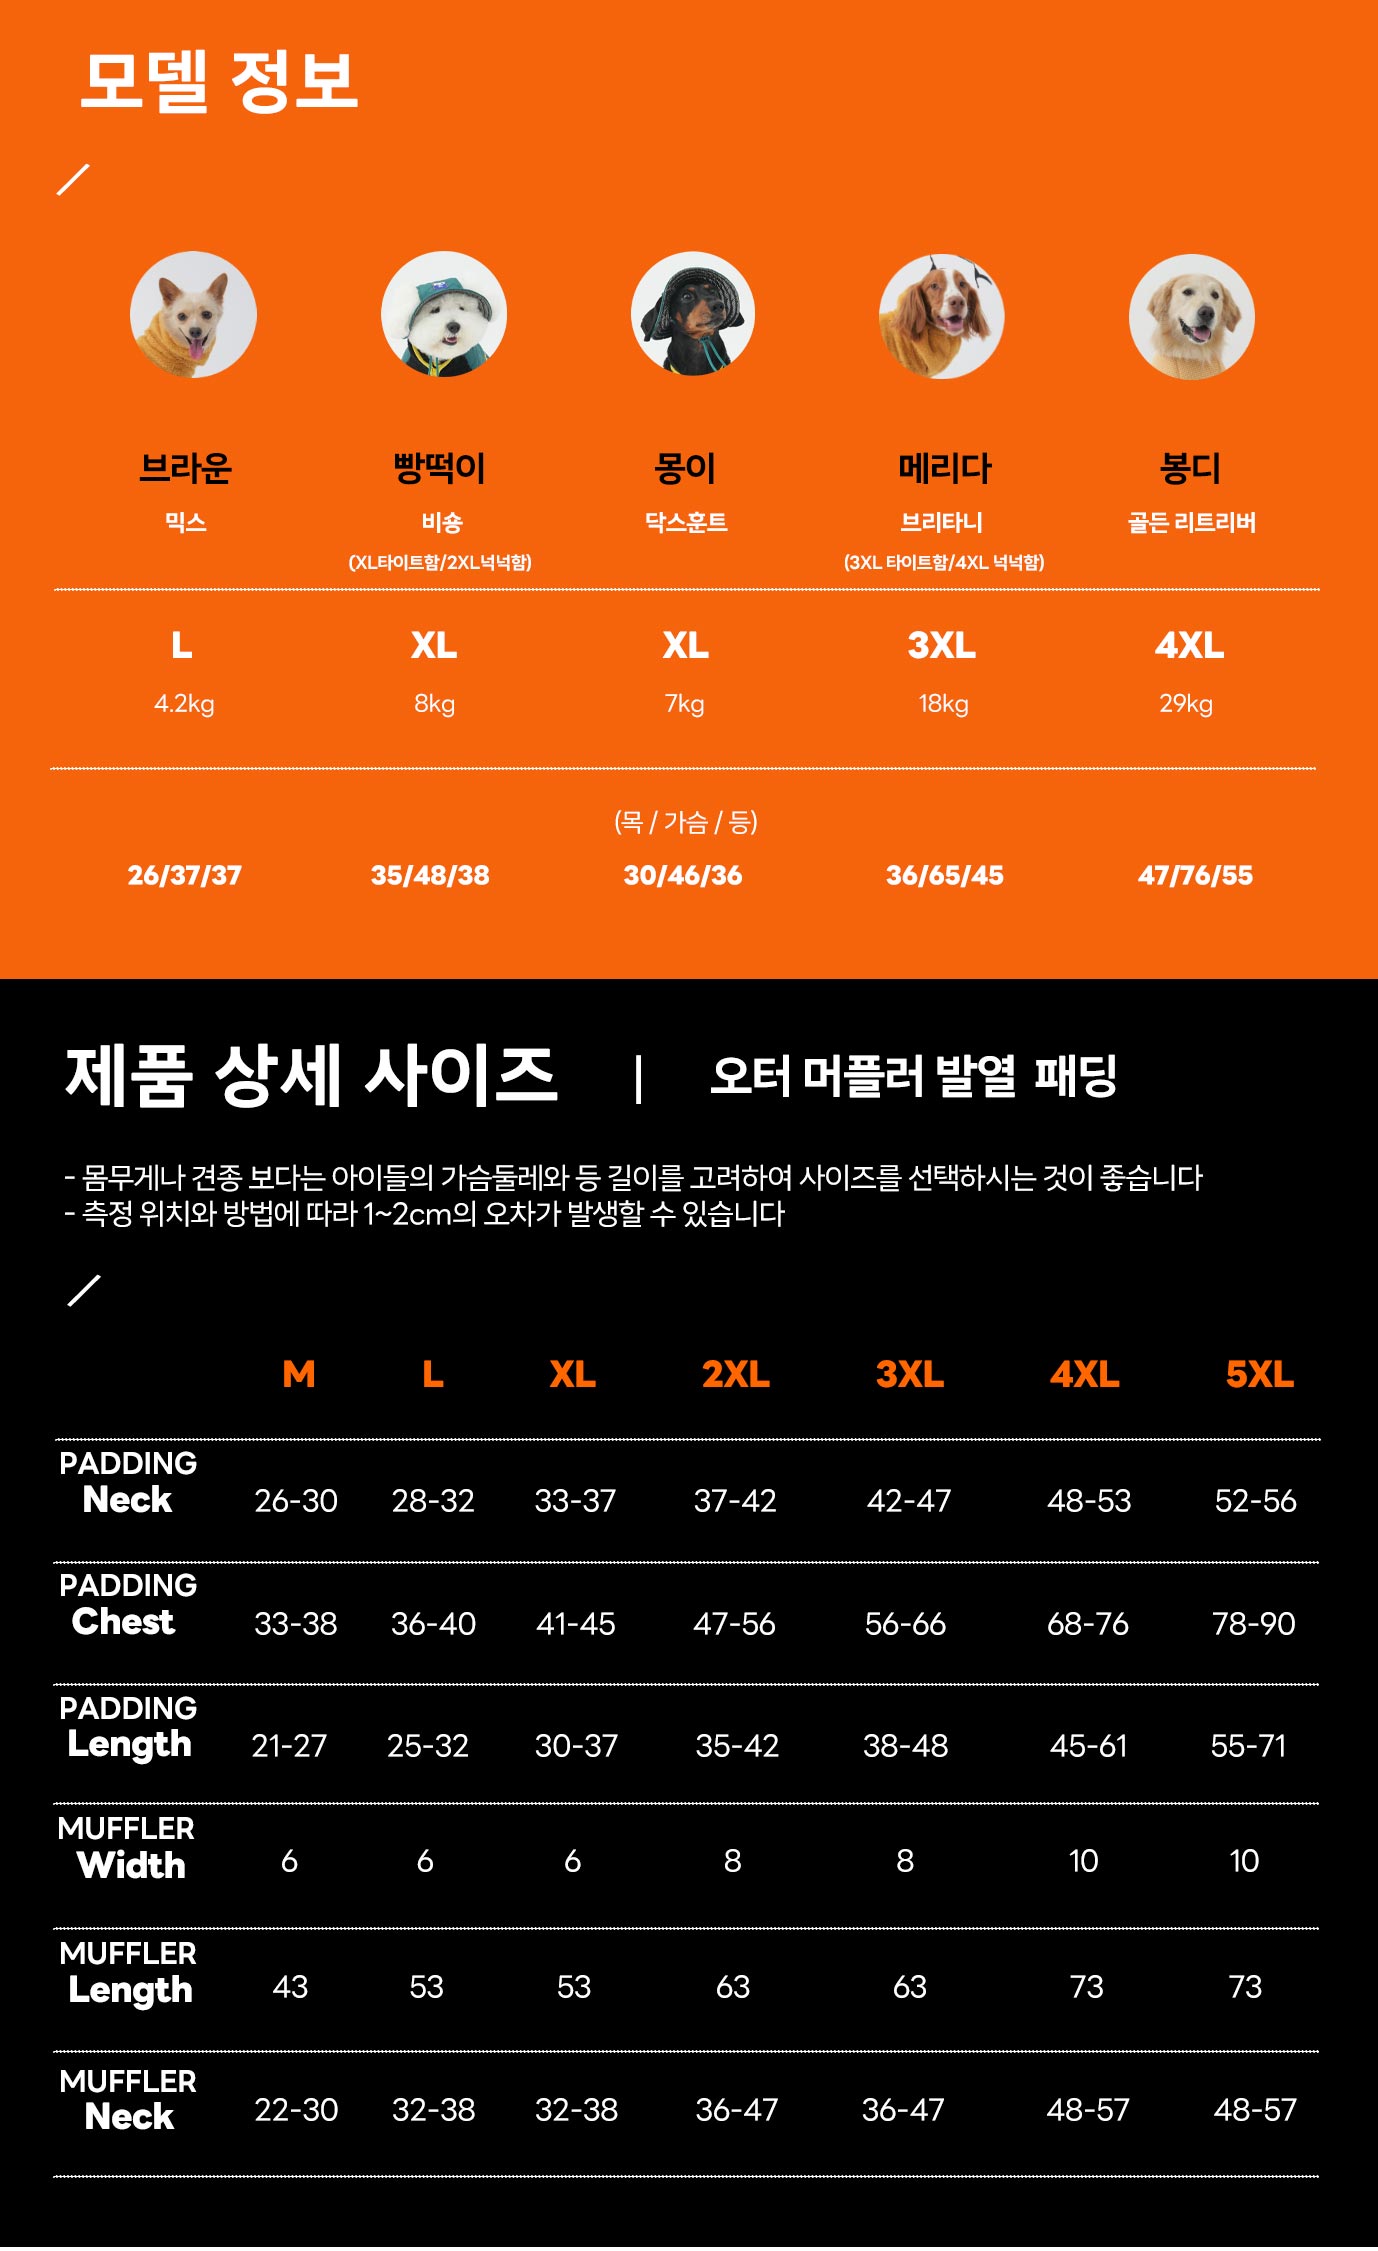 모델 정보
브라운 빵떡이 몽이 메리다 봉디
믹스 비숑 닥스훈트 브리타니 골든 리트리버
(XL타이트함/2XL넉넉함) (3XL 타이트함/4XL 넉넉함)
L XL XL 3XL 4XL
4.2kg 8kg 7kg 18kg 29kg
(목 / 가슴 / 등)
26/37/37 35/48/38 30/46/36 36/65/45 47/76/55
제품 상세 사이즈 | 오터 머플러 발열 패딩
- 몸무게나 견종 보다는 아이들의 가슴둘레와 등 길이를 고려하여 사이즈를 선택하시는 것이 좋습니다
- 측정 위치와 방법에 따라 1~2cm의 오차가 발생할 수 있습니다
M L XL 2XL 3XL 4XL 5XL
PADDING
Neck 26-30 28-32 33-37 37-42 42-47 48-53 52-56
PADDING
Chest 33-38 36-40 41-45 47-56 56-66 68-76 78-90
PADDING
Length 21-27 25-32 30-37 35-42 38-48 45-61 55-71
MUFFLER
Width 6 6 6 8 8 10 10
MUFFLER
Length 43 53 53 63 63 73 73
MUFFLER
Neck 22-30 32-38 32-38 36-47 36-47 48-57 48-57